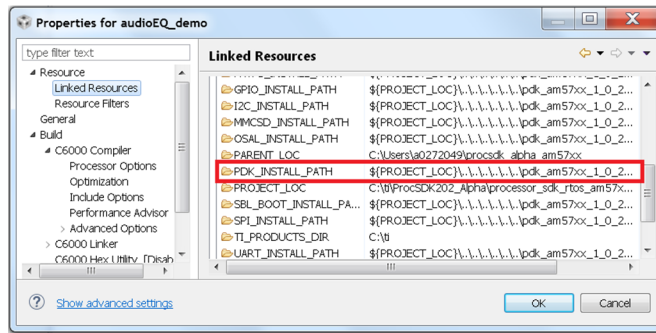 Properties for audioEQ_demo
type filter text
Linked Resources
Resource
Linked Resources
Resource Filters
General
Build
C6000 Compiler
Processor Options
Optimization
Include Options
Performance Advisor
Advanced Options
C6000 Linker
C6000 Hex Utility [Disab
GPIO_INSTALL_PATH ${PROJECT_LOC}\..\..\..\..\..\pdk_am57xx_1_0_2...
I2C_INSTALL_PATH ${PROJECT_LOC}\..\..\..\..\..\pdk_am57xx_1_0_2...
MMCSD_INSTALL_PATH ${PROJECT_LOC}\..\..\..\..\..\pdk_am57xx_1_0_2...
OSAL_INSTALL_PATH ${PROJECT_LOC}\..\..\..\..\..\pdk_am57xx_1_0_2...
PARENT_LOC C:\Users\a0272049\procsdk_alpha_am57xx
PDK_INSTALL_PATH ${PROJECT_LOC}\..\..\..\..\..\pdk_am57xx_1_0_2...
PROJECT_LOC C:\ti\ProcSDK202_Alpha\processor_sdk_rtos_am57x...
SBL_BOOT_INSTALL_PA... ${PROJECT_LOC}\..\..\..\..\..\pdk_am57xx_1_0_2...
SPI_INSTALL_PATH ${PROJECT_LOC}\..\..\..\..\..\pdk_am57xx_1_0_2...
TI_PRODUCTS_DIR C:\ti
UART_INSTALL_PATH ${PROJECT_LOC}\..\..\..\..\..\pdk_am57xx_1_0_2...
Show advanced settings
OK
Cancel